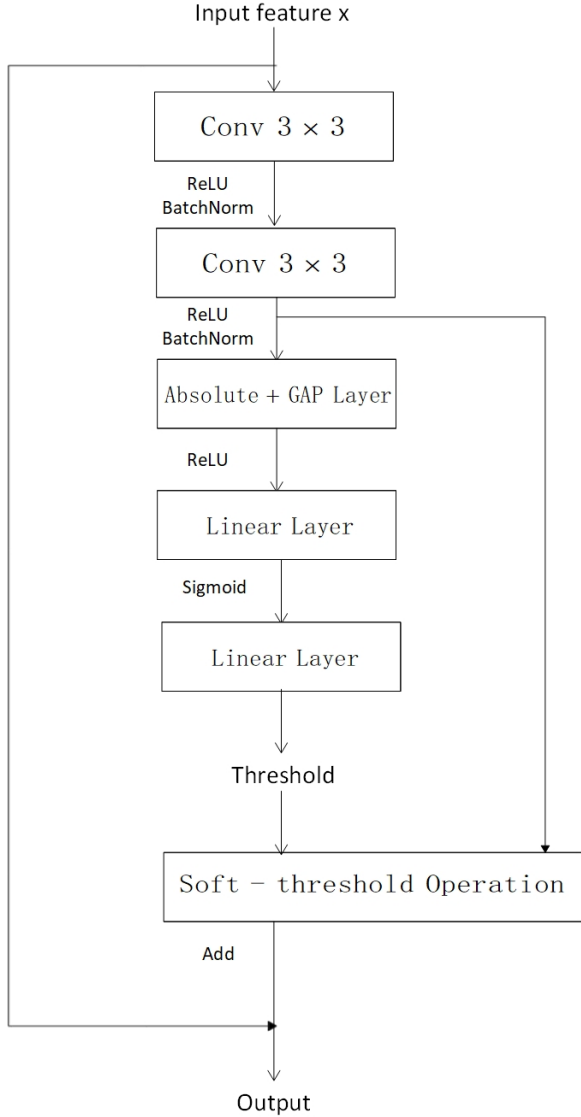 Input feature x
Conv 3 × 3
ReLU
BatchNorm
Conv 3 × 3
ReLU
BatchNorm
Absolute + GAP Layer
ReLU
Linear Layer
Sigmoid
Linear Layer
Threshold
Soft − threshold Operation
Add
Output